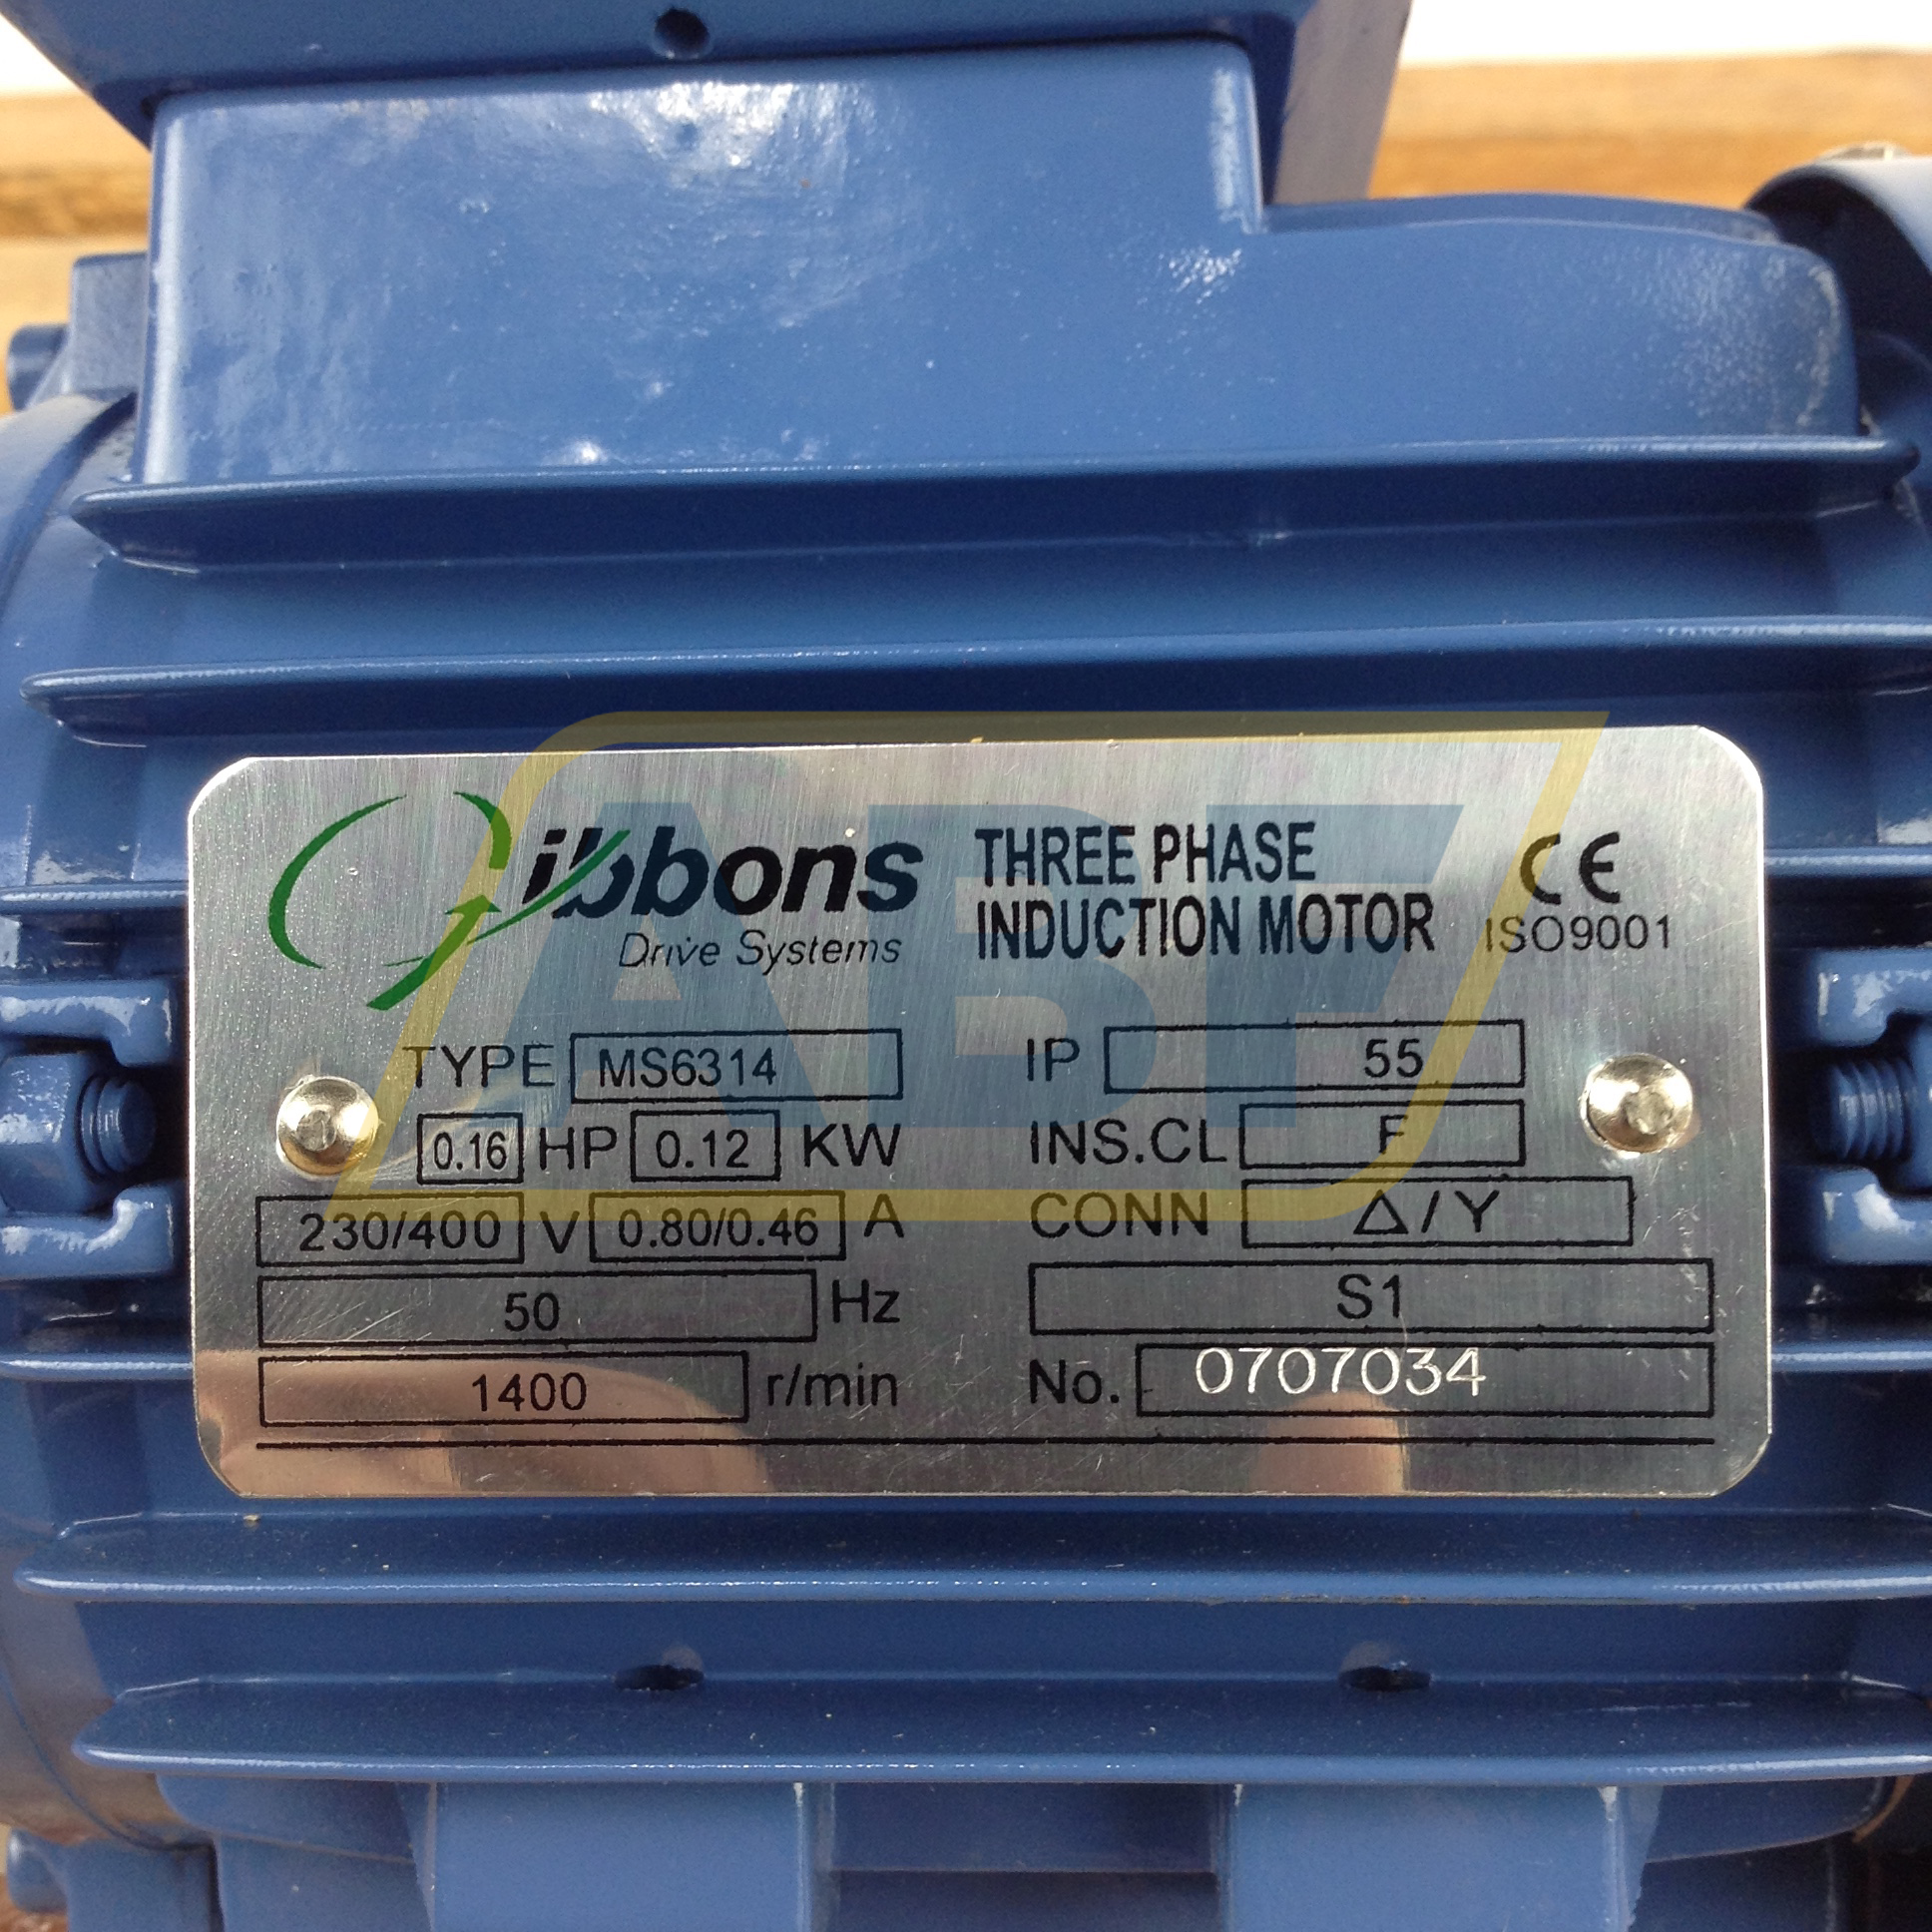 Gibbons
Drive Systems
THREE PHASE
INDUCTION MOTOR
CE
ISO9001
TYPE MS6314
0.16 HP 0.12 KW
230/400 V 0.80/0.46 A
50 Hz
1400 r/min
IP 55
INS.CL F
CONN Δ/Y
S1
No. 0707034
ABF